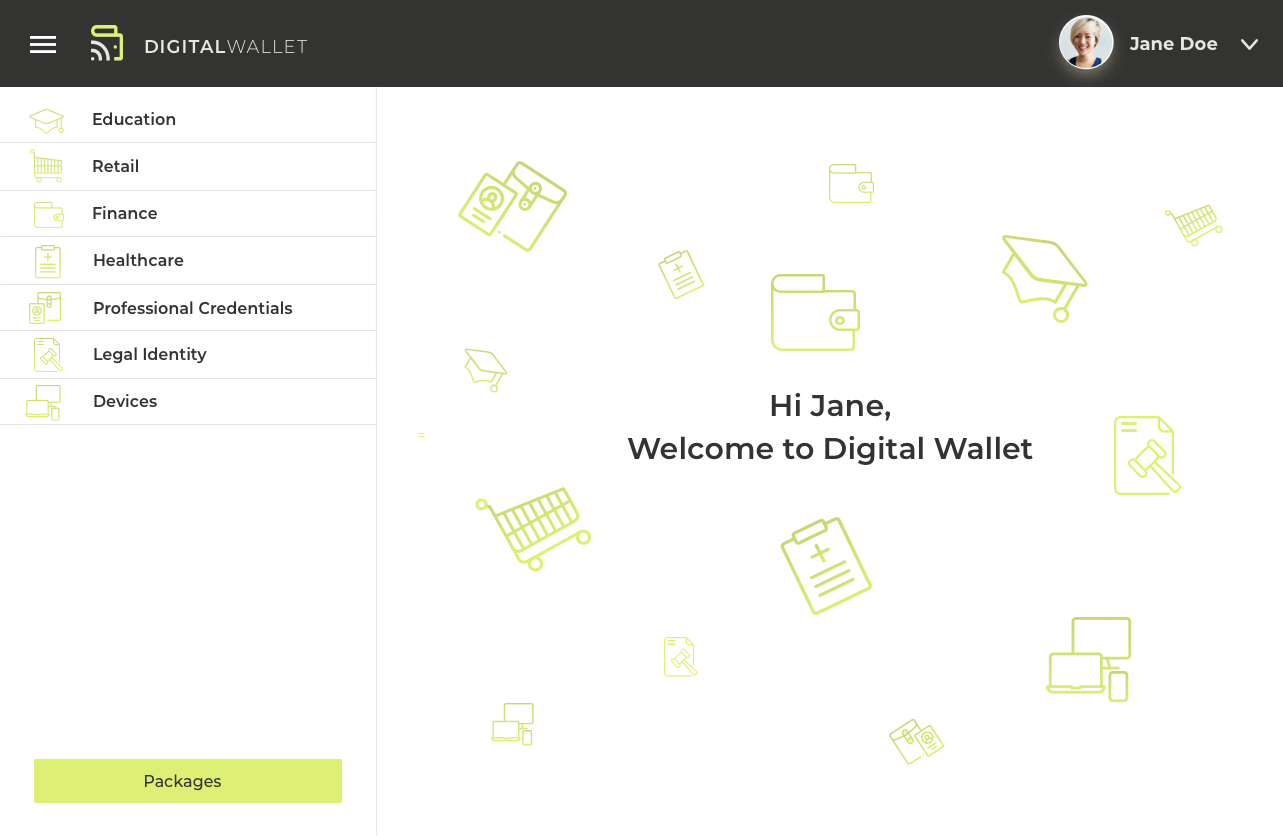 DIGITALWALLET
Jane Doe
Education
Retail
Finance
Healthcare
Professional Credentials
Legal Identity
Devices
Hi Jane,
Welcome to Digital Wallet
Packages